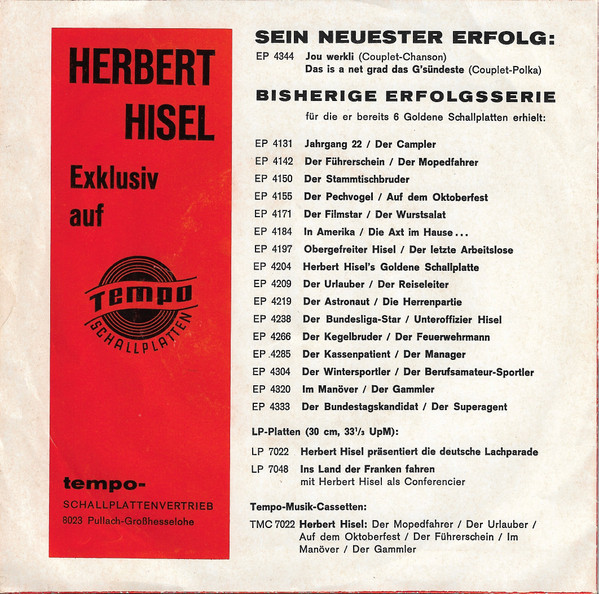 HERBERT
HISEL
Exklusiv
auf
Tempo
SCHALLPLATTEN
tempo-
SCHALLPLATTENVERTRIEB
8023 Pullach-Großhesselohe
SEIN NEUESTER ERFOLG:
EP 4344 Jou werkli (Couplet-Chanson)
Das is a net grad das G'sündeste (Couplet-Polka)
BISHERIGE ERFOLGSSERIE
für die er bereits 6 Goldene Schallplatten erhielt:
EP 4131 Jahrgang 22 / Der Campler
EP 4142 Der Führerschein / Der Mopedfahrer
EP 4150 Der Stammtischbruder
EP 4155 Der Pechvogel / Auf dem Oktoberfest
EP 4171 Der Filmstar / Der Wurstsalat
EP 4184 In Amerika / Die Axt im Hause...
EP 4197 Obergefreiter Hisel / Der letzte Arbeitslose
EP 4204 Herbert Hisel's Goldene Schallplatte
EP 4209 Der Urlauber / Der Reiseleiter
EP 4219 Der Astronaut / Die Herrenpartie
EP 4238 Der Bundesliga-Star / Unteroffizier Hisel
EP 4266 Der Kegelbruder / Der Feuerwehrmann
EP 4285 Der Kassenpatient / Der Manager
EP 4304 Der Wintersportler / Der Berufsamateur-Sportler
EP 4320 Im Manöver / Der Gammler
EP 4333 Der Bundestagskandidat / Der Superagent
LP-Platten (30 cm, 33¹/₃ UpM):
LP 7022 Herbert Hisel präsentiert die deutsche Lachparade
LP 7048 Ins Land der Franken fahren
mit Herbert Hisel als Conferencier
Tempo-Musik-Cassetten:
TMC 7022 Herbert Hisel: Der Mopedfahrer / Der Urlauber /
Auf dem Oktoberfest / Der Führerschein / Im
Manöver / Der Gammler